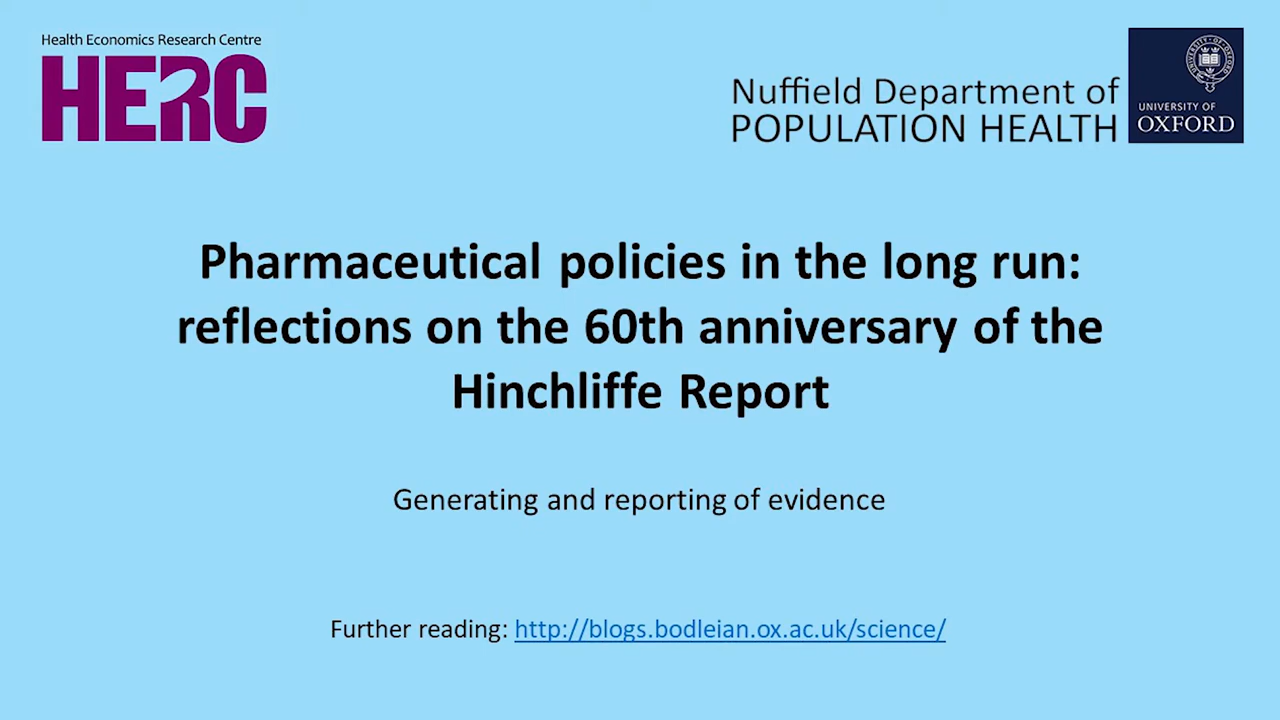 Health Economics Research Centre
HERC
Nuffield Department of
POPULATION HEALTH
UNIVERSITY OF
OXFORD
Pharmaceutical policies in the long run:
reflections on the 60th anniversary of the
Hinchliffe Report
Generating and reporting of evidence
Further reading: http://blogs.bodleian.ox.ac.uk/science/